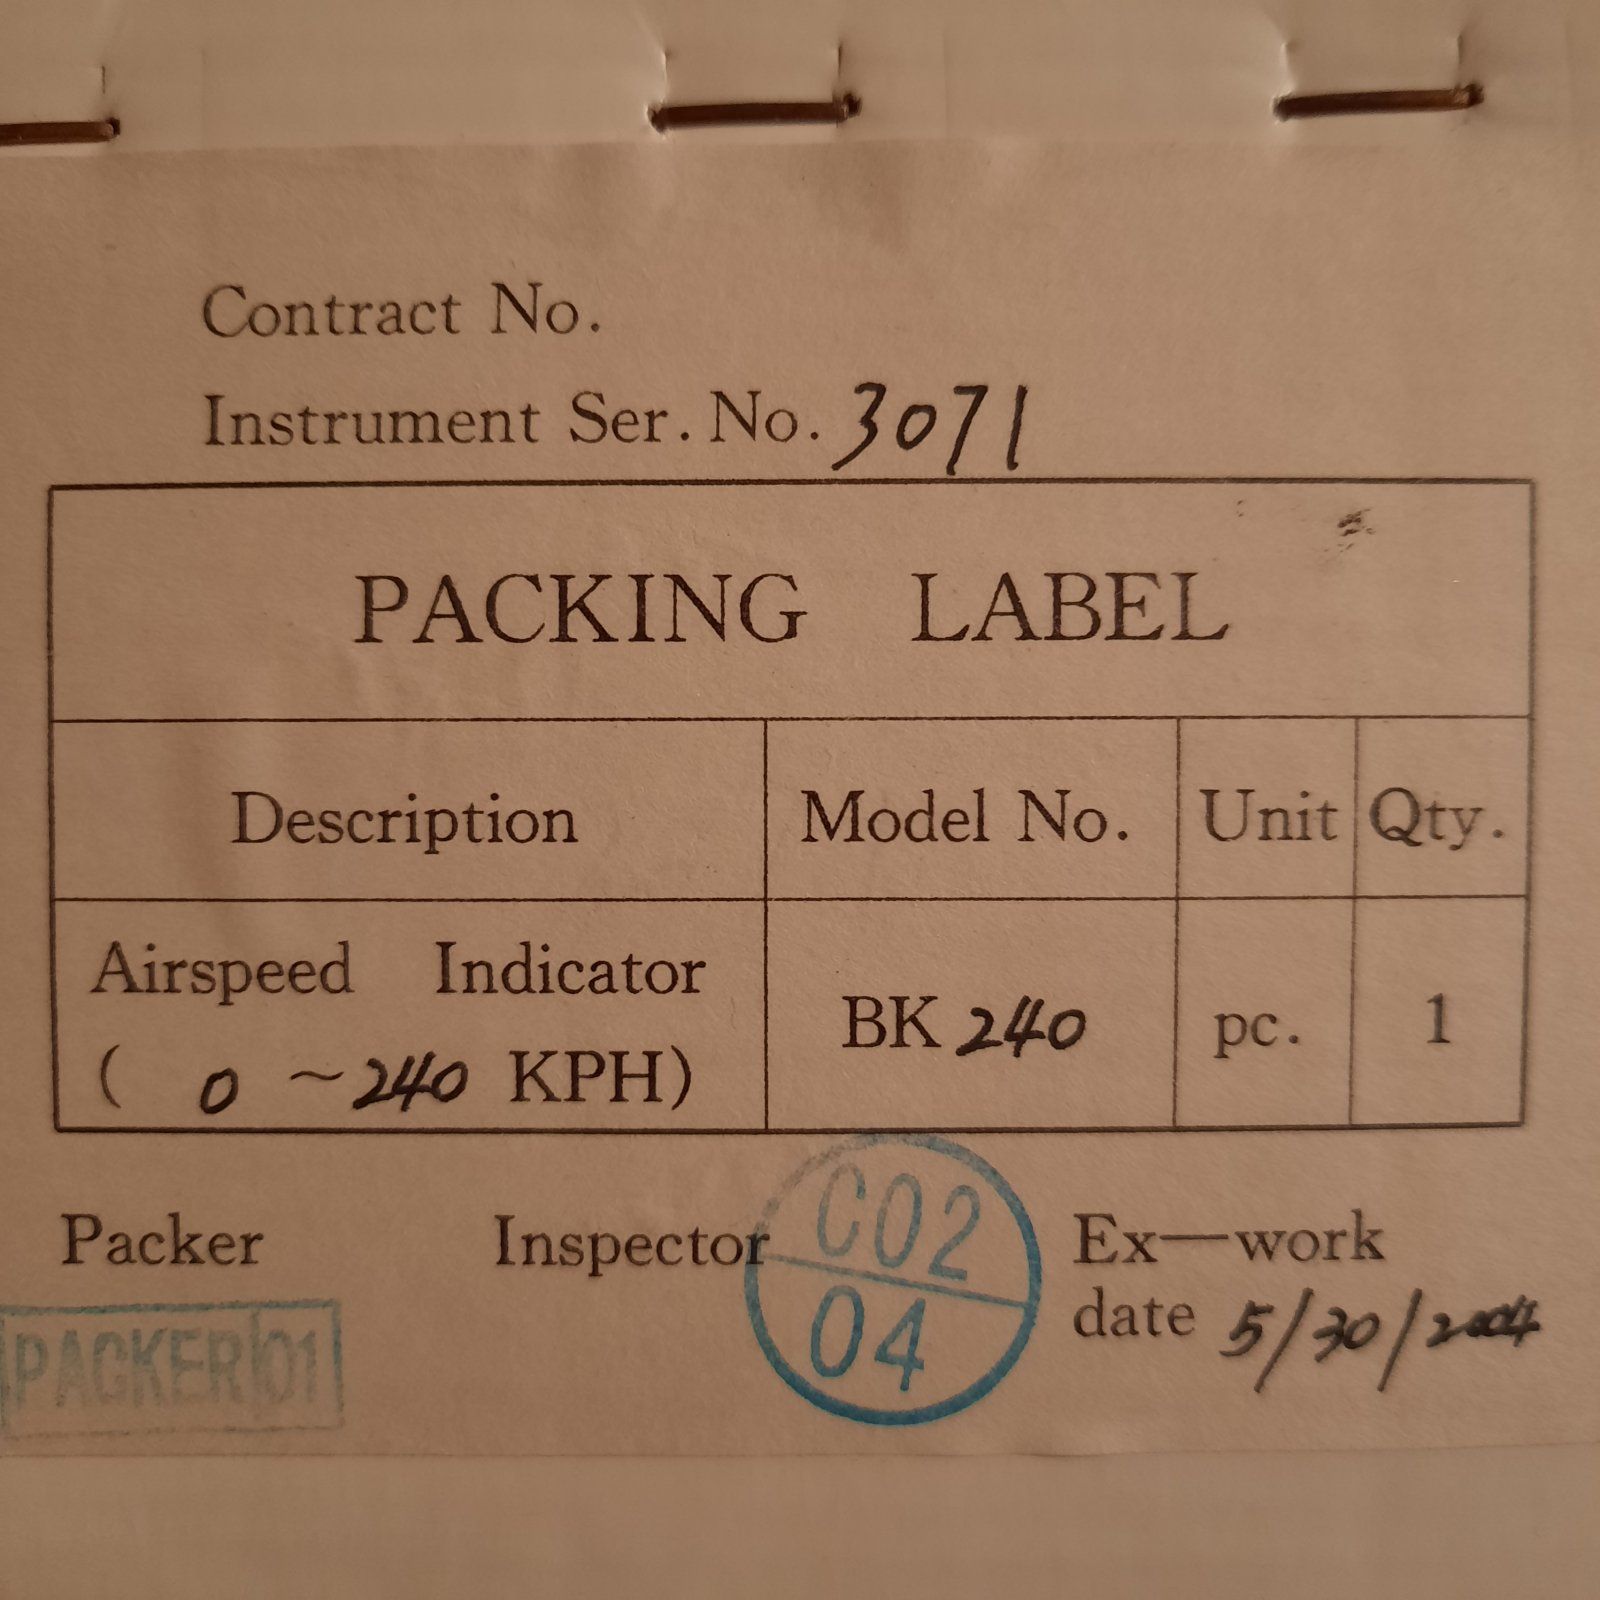 Contract No.
Instrument Ser. No. 3071
PACKING LABEL
Description Model No. Unit Qty.
Airspeed Indicator
( 0 ~240 KPH)
BK 240 pc. 1
Packer Inspector
C02
04
Ex—work
date 5/30/2004
PACKER 01